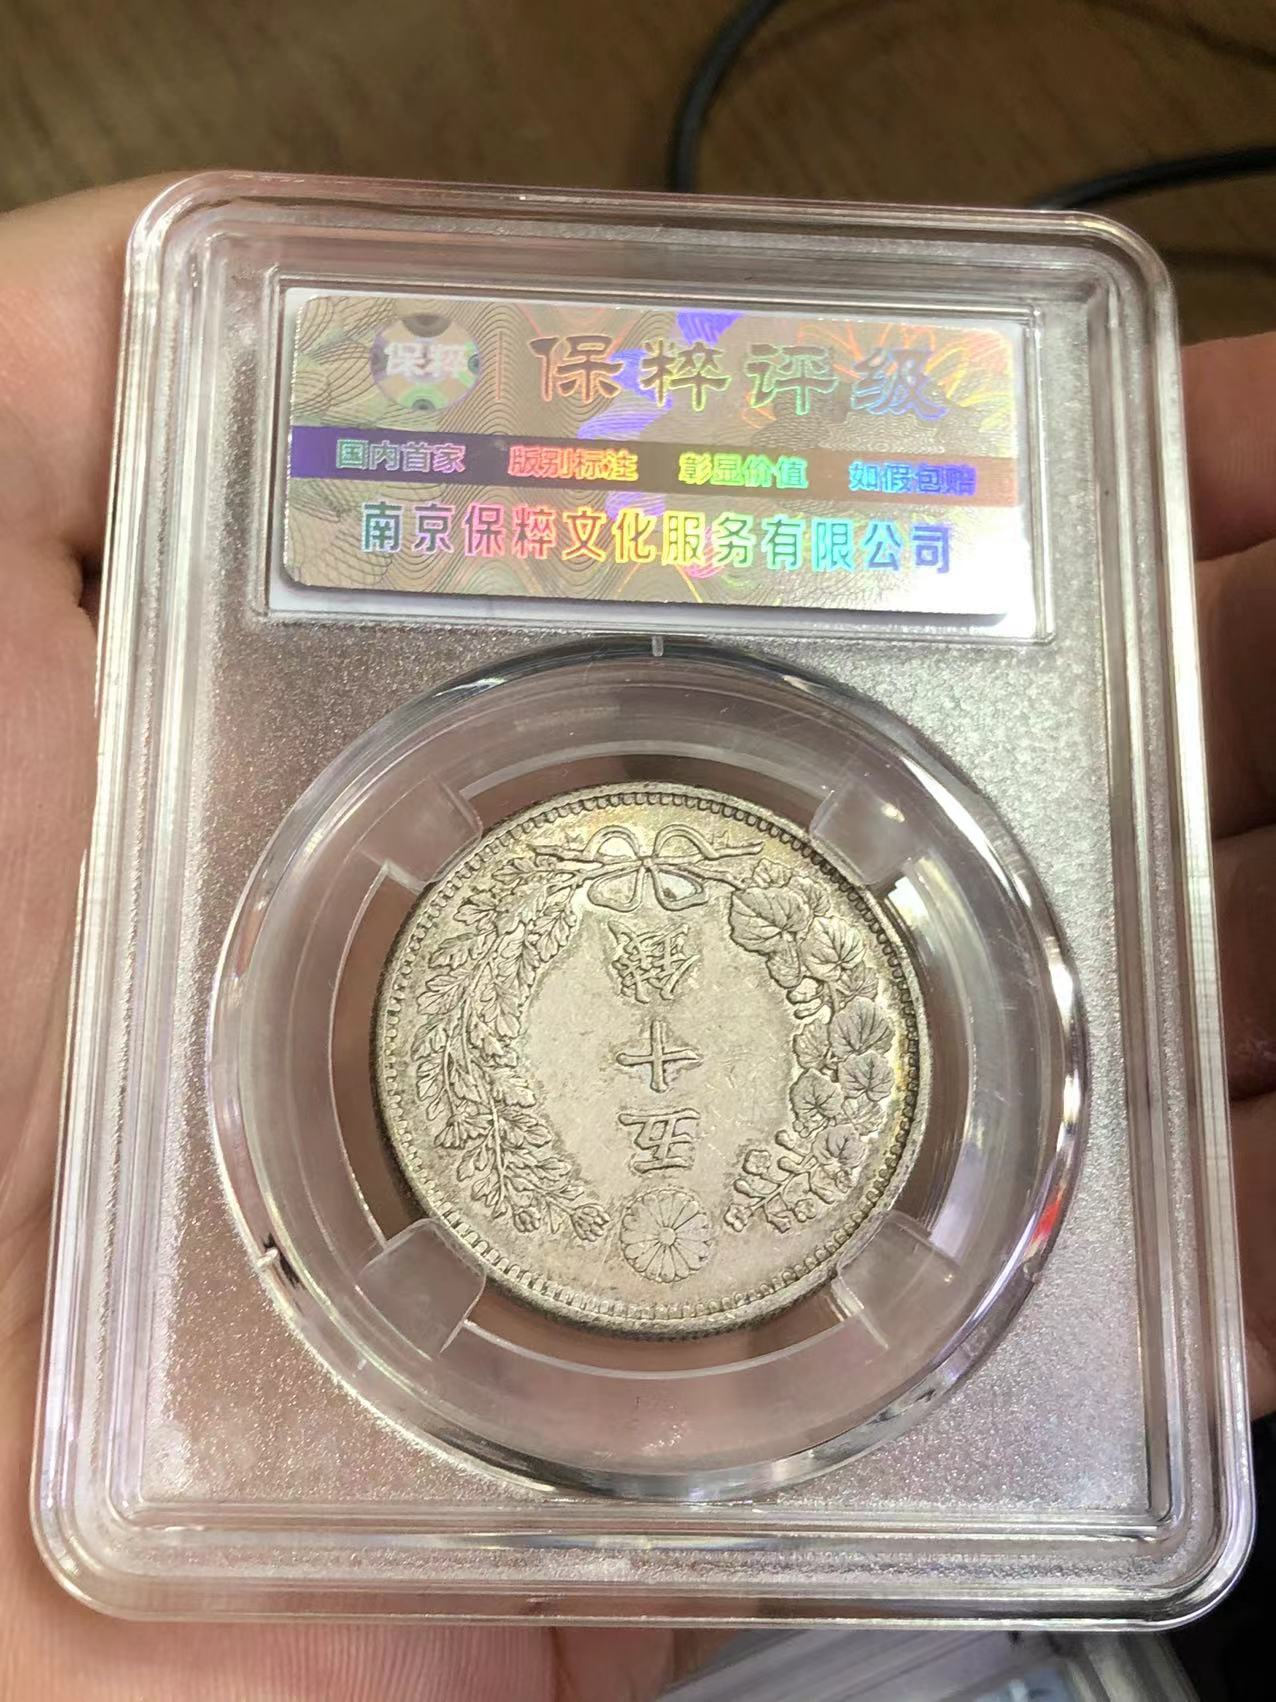 保粹 保粹评级
国内首家 版别标注 彰显价值 如假包赔
南京保粹文化服务有限公司
五十錢